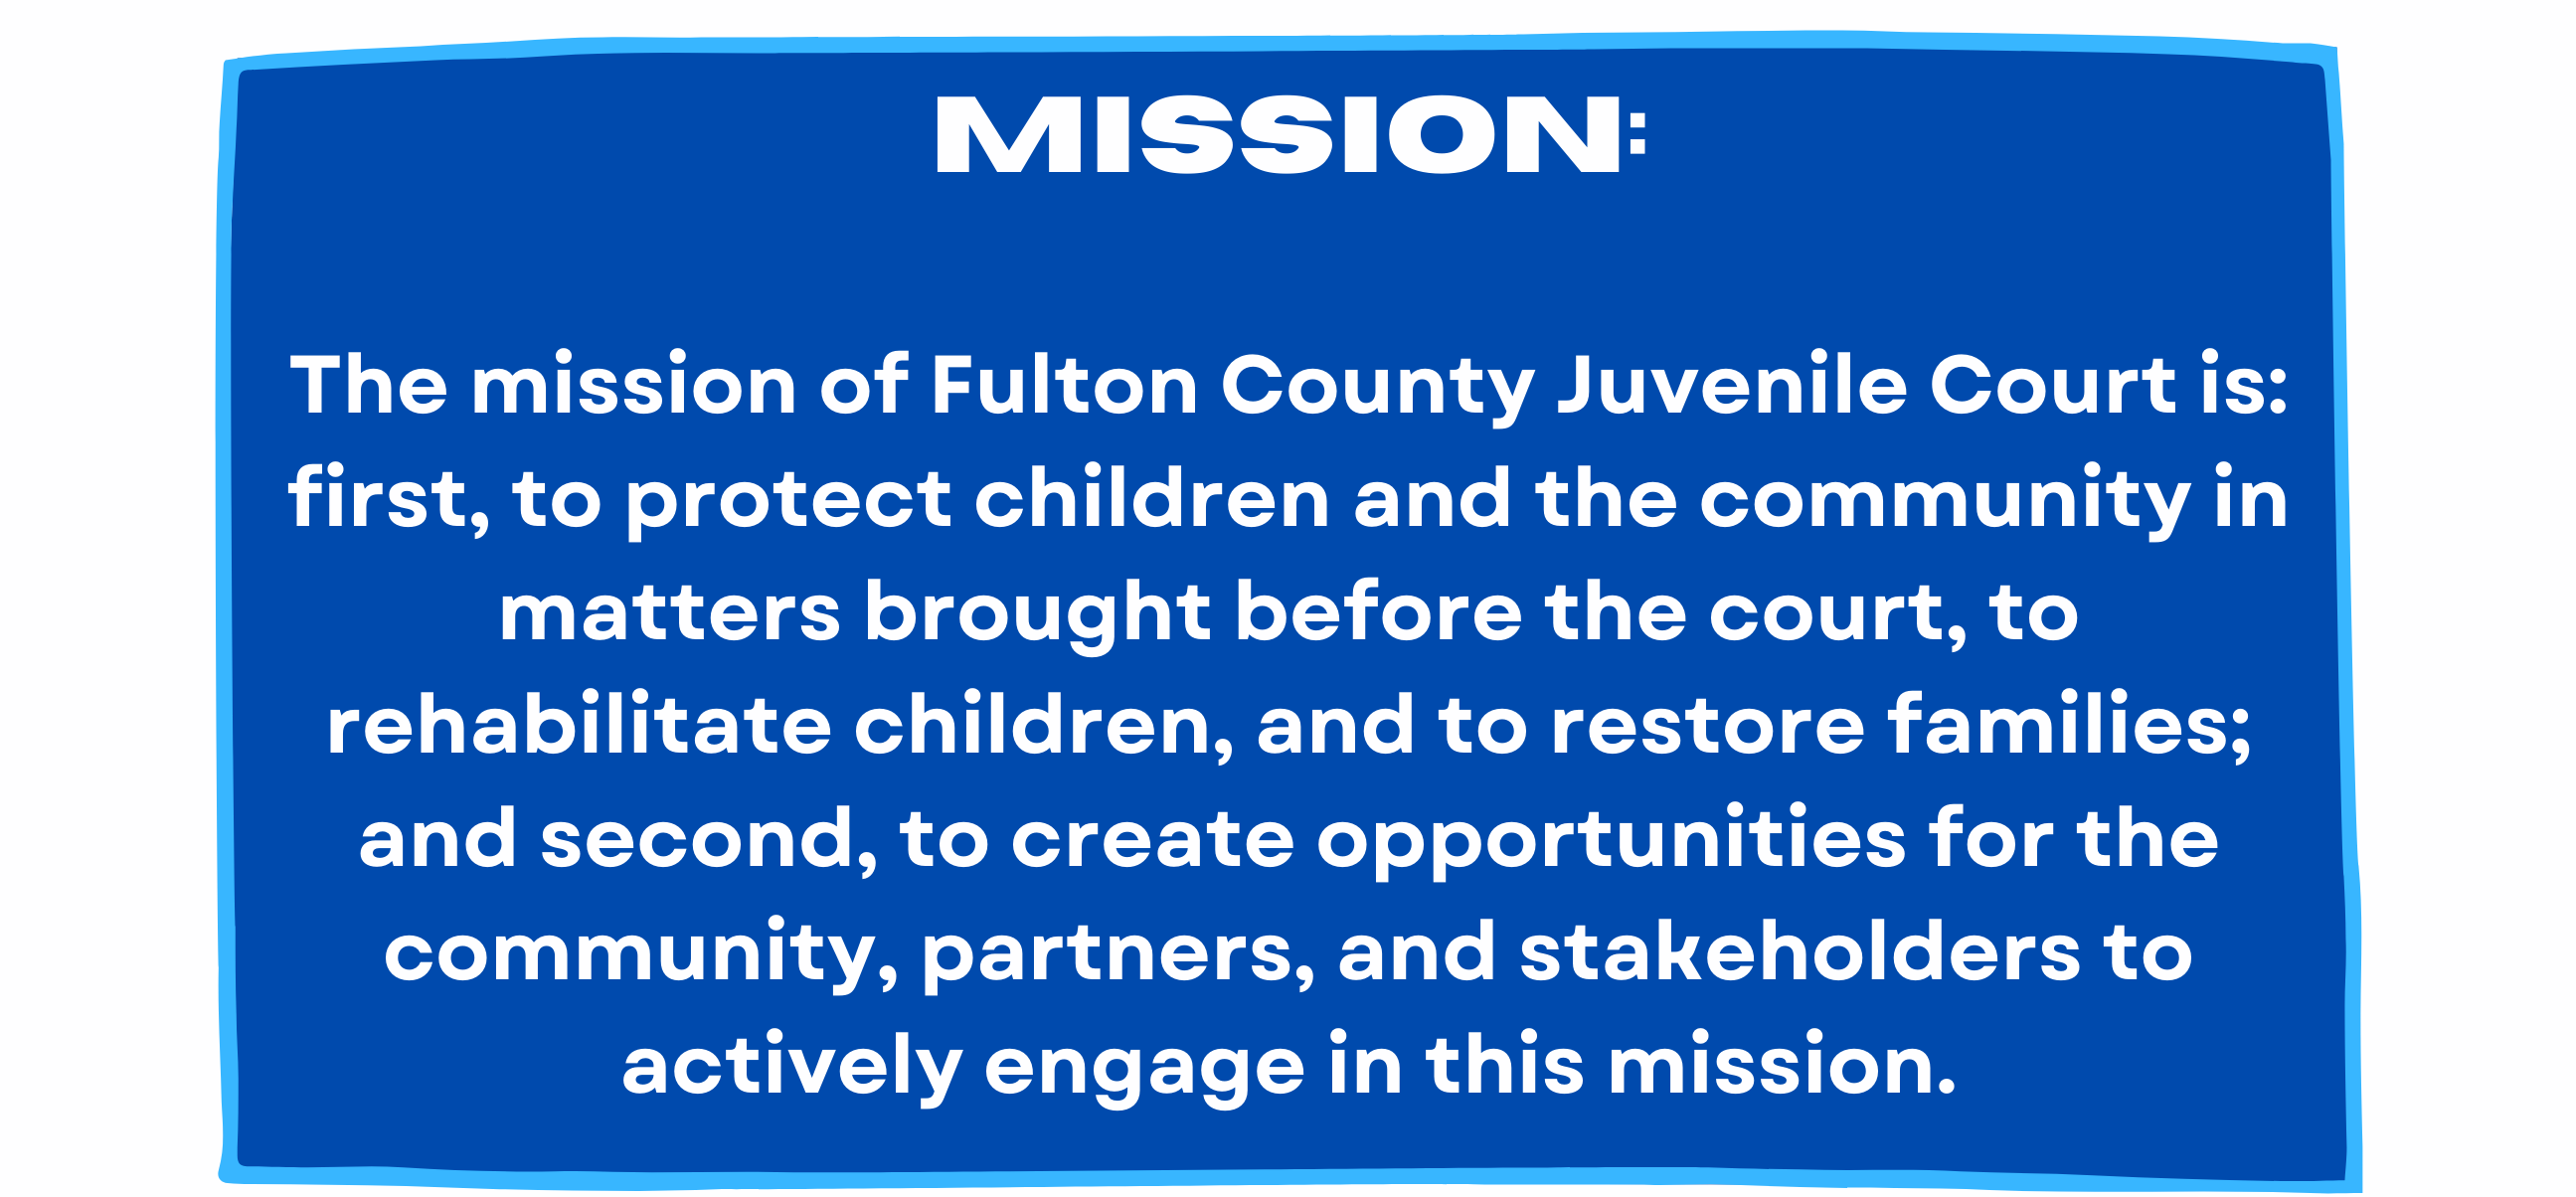 MISSION:
The mission of Fulton County Juvenile Court is:
first, to protect children and the community in
matters brought before the court, to
rehabilitate children, and to restore families;
and second, to create opportunities for the
community, partners, and stakeholders to
actively engage in this mission.